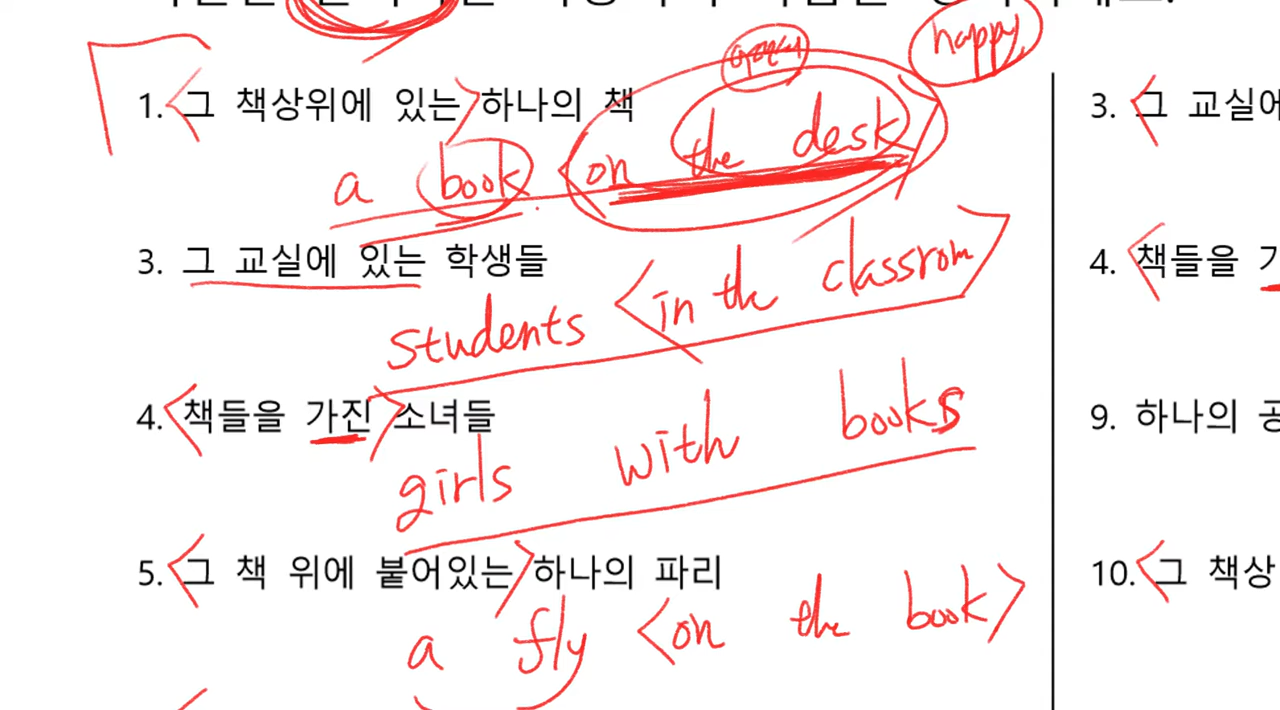 happy
1. 그 책상위에 있는 하나의 책
a book on the desk
3. 그 교실에 있는 학생들
students in the classrom
4. 책들을 가진 소녀들
girls with books
5. 그 책 위에 붙어있는 하나의 파리
a fly on the book
3. 그 교실에
4. 책들을
9. 하나의
10. 그 책상